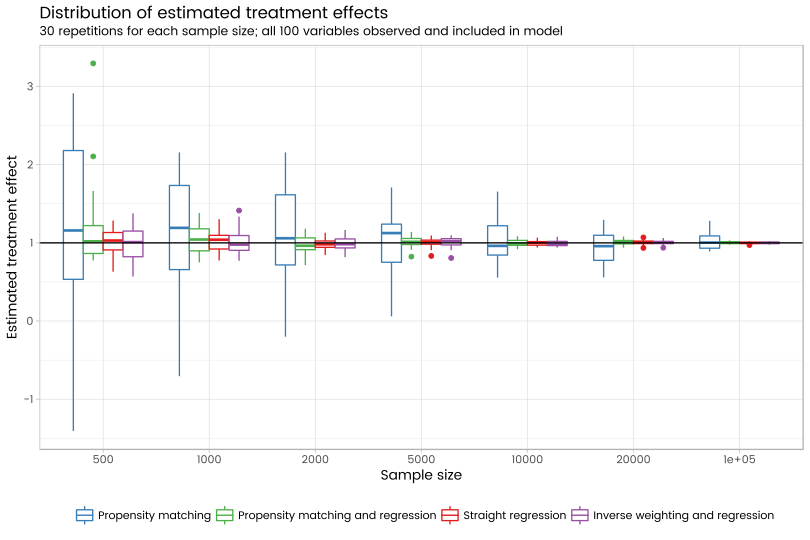 Distribution of estimated treatment effects
30 repetitions for each sample size; all 100 variables observed and included in model
Estimated treatment effect
3
2
1
0
−1
500 1000 2000 5000 10000 20000 1e+05
Sample size
Propensity matching Propensity matching and regression Straight regression Inverse weighting and regression